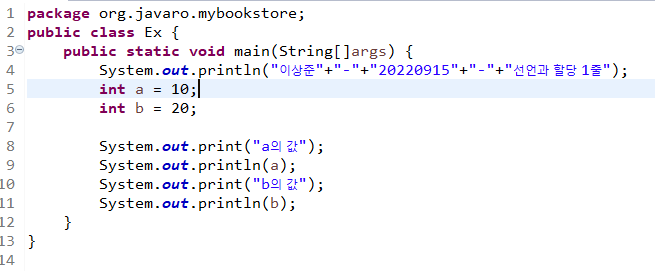 1 package org.javaro.mybookstore;
2 public class Ex {
3 public static void main(String[]args) {
4 System.out.println("이상준"+"-"+"20220915"+"-"+"선언과 할당 1줄");
5 int a = 10;
6 int b = 20;
7
8 System.out.print("a의 값");
9 System.out.println(a);
10 System.out.print("b의 값");
11 System.out.println(b);
12 }
13 }
14